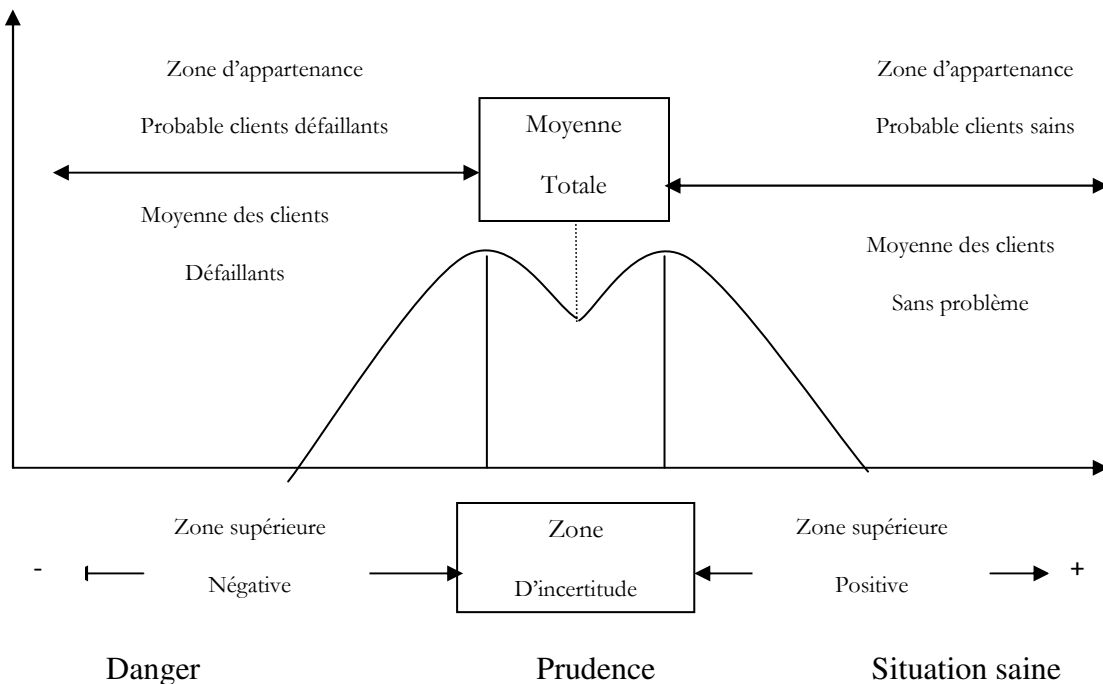 Zone d'appartenance
Probable clients défaillants
Moyenne des clients
Défaillants
Moyenne
Totale
Zone d'appartenance
Probable clients sains
Moyenne des clients
Sans problème
-
Zone supérieure
Négative
Zone
D'incertitude
Zone supérieure
Positive
+
Danger
Prudence
Situation saine